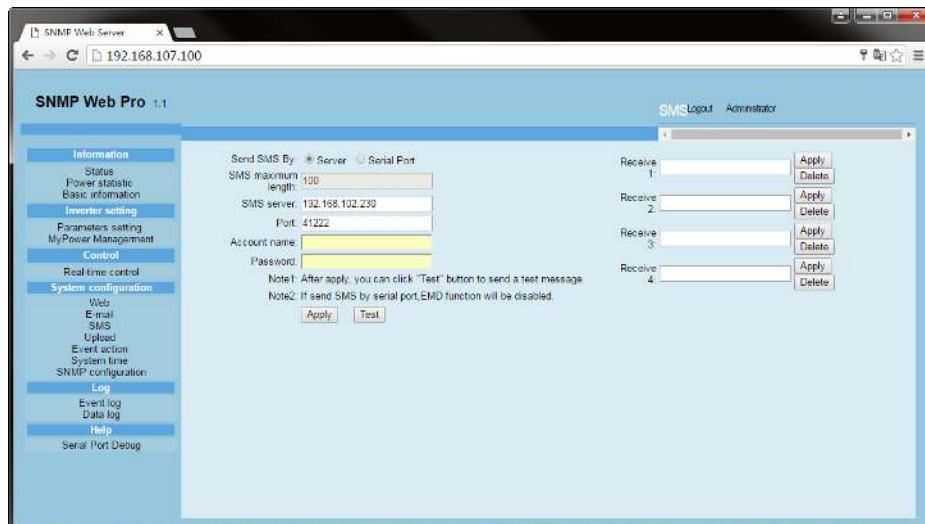 SNMP Web Server
192.168.107.100
SNMP Web Pro 1.1
SMS Logout Administrator
Information
Status
Power statistic
Basic information
Inverter setting
Parameters setting
MyPower Management
Control
Real-time control
System configuration
Web
E-mail
SMS
Upload
Event action
System time
SNMP configuration
Log
Event log
Data log
Help
Serial Port Debug
Send SMS By: Server Serial Port
SMS maximum
length: 100
SMS server: 192.168.102.230
Port: 41222
Account name:
Password:
Note1: After apply, you can click "Test" button to send a test message
Note2: If send SMS by serial port,EMD function will be disabled.
Apply Test
Receive
1:
Apply
Delete
Receive
2:
Apply
Delete
Receive
3:
Apply
Delete
Receive
4:
Apply
Delete